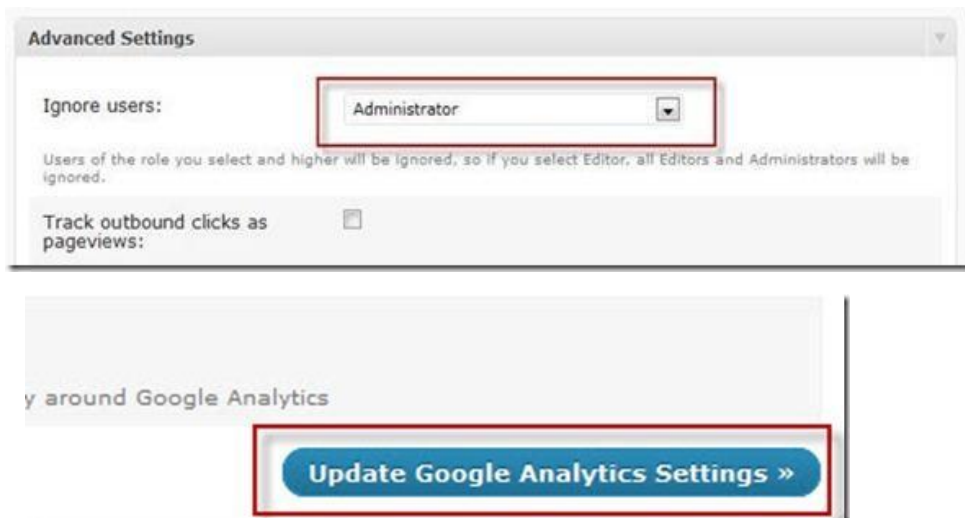 Advanced Settings
Ignore users:
Administrator
Users of the role you select and higher will be ignored, so if you select Editor, all Editors and Administrators will be
ignored.
Track outbound clicks as
pageviews:
y around Google Analytics
Update Google Analytics Settings »